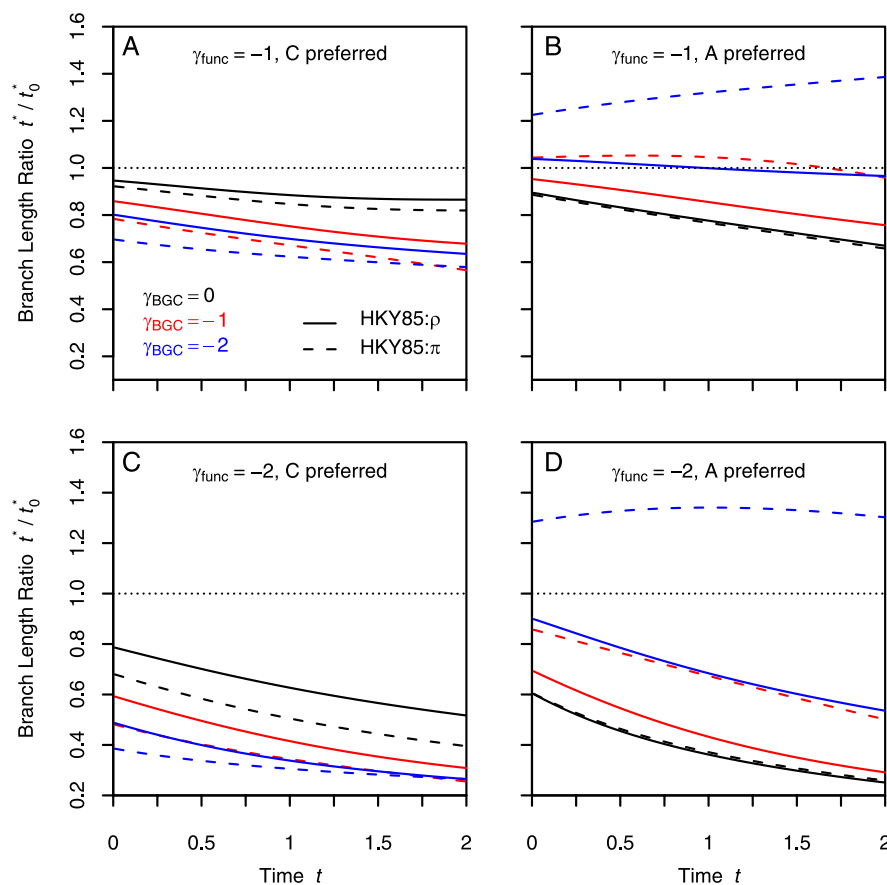 A
γfunc = −1, C preferred
1.6
1.4
1.2
1.0
0.8
0.6
0.4
0.2
Branch Length Ratio t* / t0*
γBGC = 0
γBGC = −1
γBGC = −2
HKY85:ρ
HKY85:π
B
γfunc = −1, A preferred
C
γfunc = −2, C preferred
1.6
1.4
1.2
1.0
0.8
0.6
0.4
0.2
Branch Length Ratio t* / t0*
0 0.5 1 1.5 2
Time t
D
γfunc = −2, A preferred
0 0.5 1 1.5 2
Time t